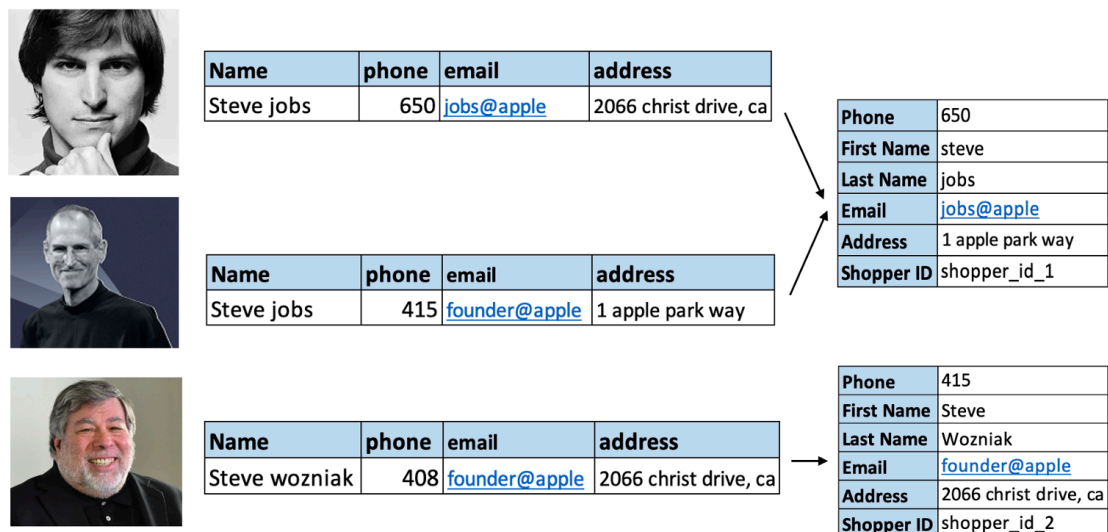 Name phone email address
Steve jobs 650 jobs@apple 2066 christ drive, ca
Name phone email address
Steve jobs 415 founder@apple 1 apple park way
Name phone email address
Steve wozniak 408 founder@apple 2066 christ drive, ca
Phone 650
First Name steve
Last Name jobs
Email jobs@apple
Address 1 apple park way
Shopper ID shopper_id_1
Phone 415
First Name Steve
Last Name Wozniak
Email founder@apple
Address 2066 christ drive, ca
Shopper ID shopper_id_2